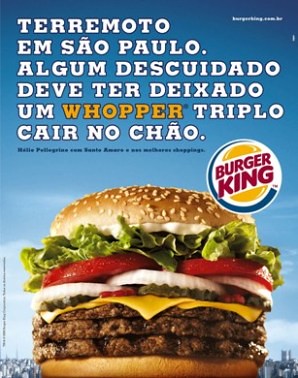 burgerking.com.br
TERREMOTO
EM SÃO PAULO.
ALGUM DESCUIDADO
DEVE TER DEIXADO
UM WHOPPER® TRIPLO
CAIR NO CHÃO.
Hélio Pellegrino com Santo Amaro e nos melhores shoppings.
BURGER
KING™